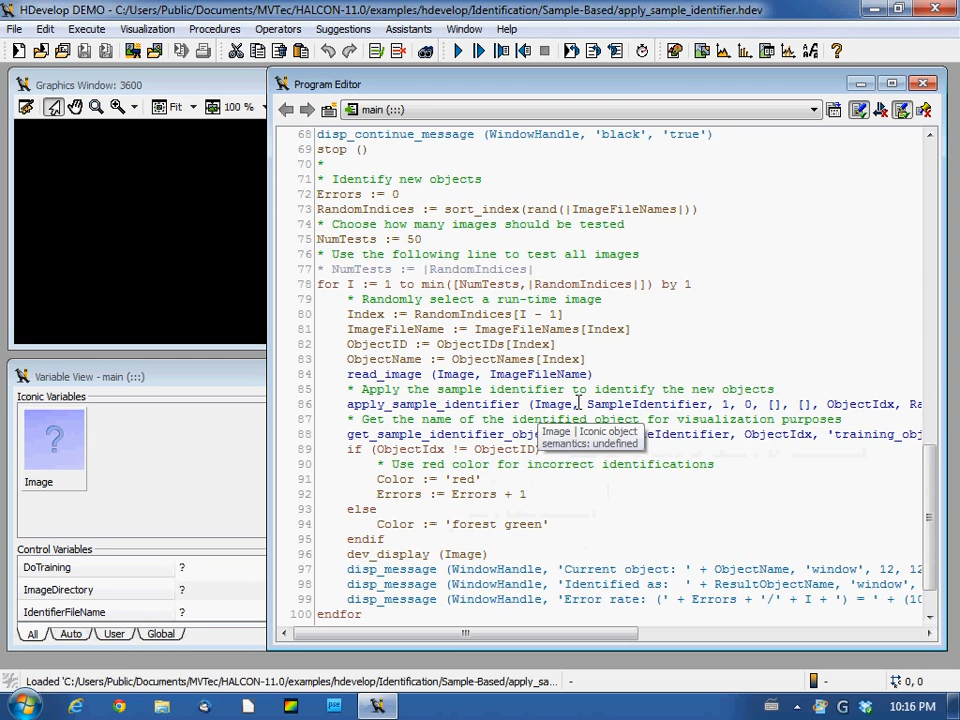 HDevelop DEMO - C:/Users/Public/Documents/MVTec/HALCON-11.0/examples/hdevelop/Identification/Sample-Based/apply_sample_identifier.hdev
File Edit Execute Visualization Procedures Operators Suggestions Assistants Window Help
Graphics Window: 3600
Fit 100 %
Program Editor
main (:::)
68 disp_continue_message (WindowHandle, 'black', 'true')
69 stop ()
70 *
71 * Identify new objects
72 Errors := 0
73 RandomIndices := sort_index(rand(|ImageFileNames|))
74 * Choose how many images should be tested
75 NumTests := 50
76 * Use the following line to test all images
77 * NumTests := |RandomIndices|
78 for I := 1 to min([NumTests,|RandomIndices|]) by 1
79 * Randomly select a run-time image
80 Index := RandomIndices[I - 1]
81 ImageFileName := ImageFileNames[Index]
82 ObjectID := ObjectIDs[Index]
83 ObjectName := ObjectNames[Index]
84 read_image (Image, ImageFileName)
85 * Apply the sample identifier to identify the new objects
86 apply_sample_identifier (Image, SampleIdentifier, 1, 0, [], [], ObjectIdx, Ra
87 * Get the name of the identified object for visualization purposes
88 get_sample_identifier_obj eIdentifier, ObjectIdx, 'training_obj
89 if (ObjectIdx != ObjectID)
90 * Use red color for incorrect identifications
91 Color := 'red'
92 Errors := Errors + 1
93 else
94 Color := 'forest green'
95 endif
96 dev_display (Image)
97 disp_message (WindowHandle, 'Current object: ' + ObjectName, 'window', 12, 12
98 disp_message (WindowHandle, 'Identified as:  ' + ResultObjectName, 'window',
99 disp_message (WindowHandle, 'Error rate: (' + Errors + '/' + I + ') = ' + (10
100 endfor
Image | Iconic object
semantics: undefined
Variable View - main (:::)
Iconic Variables
?
Image
Control Variables
DoTraining ?
ImageDirectory ?
IdentifierFileName ?
All Auto User Global
Loaded 'C:/Users/Public/Documents/MVTec/HALCON-11.0/examples/hdevelop/Identification/Sample-Based/apply_sa... - - 0, 0
pse
10:16 PM